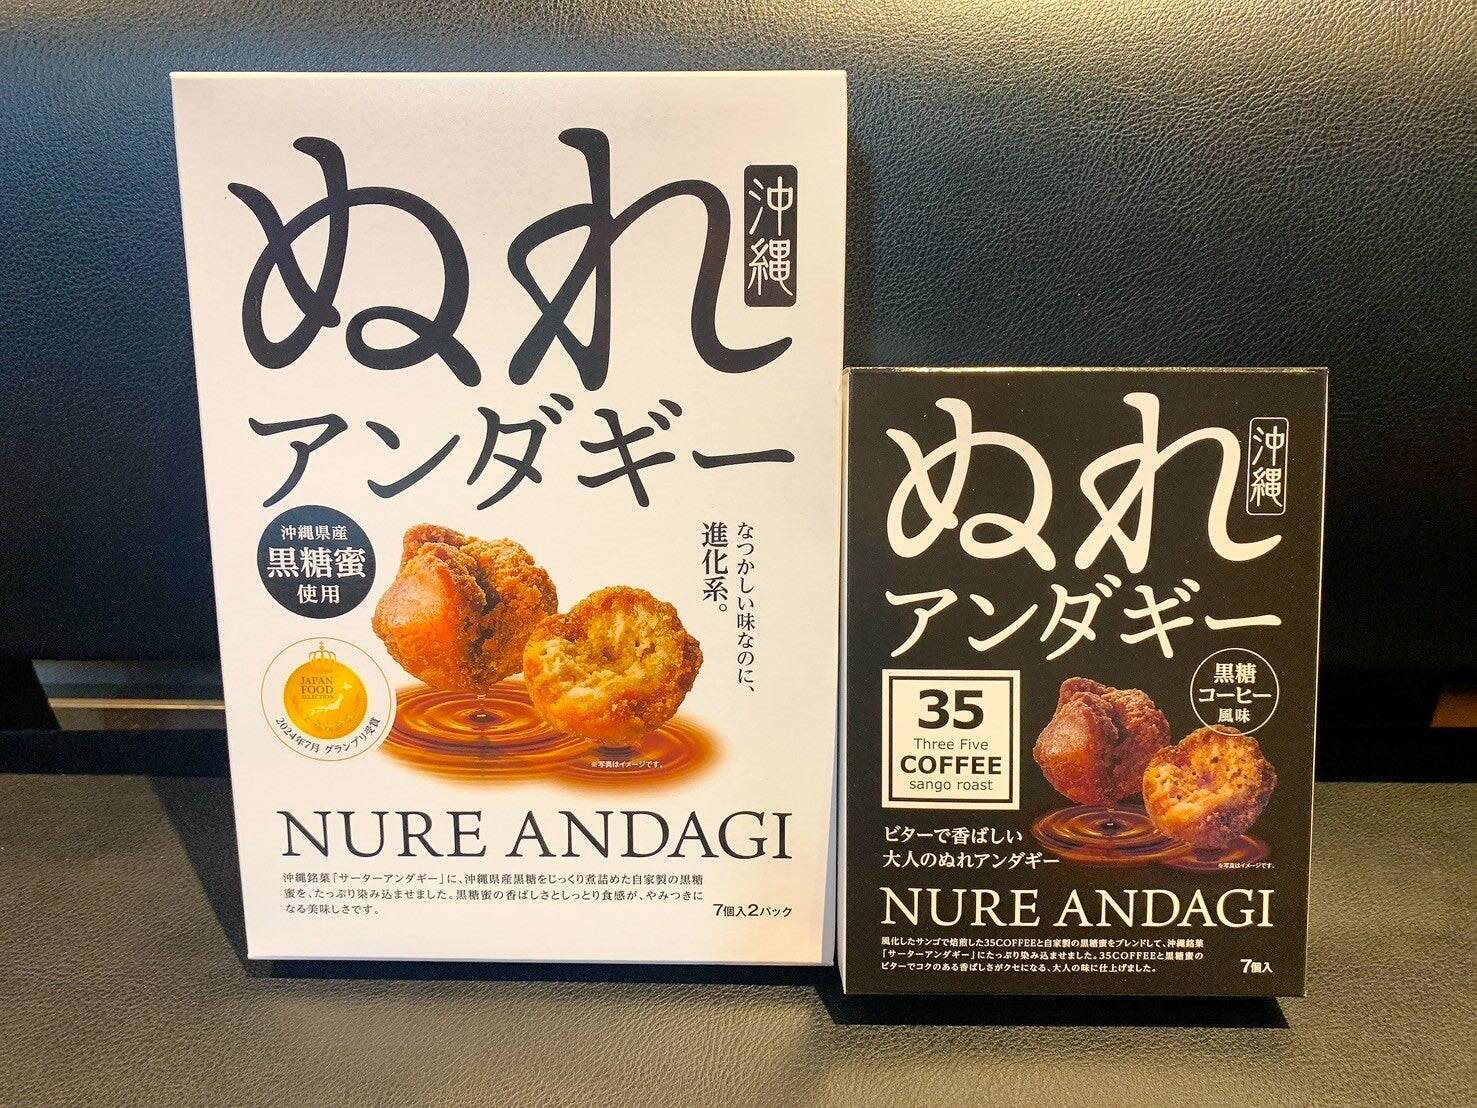 ぬれ
沖縄
アンダギー
沖縄県産
黒糖蜜
使用
なつかしい味なのに、
進化系。
JAPAN
FOOD
SELECTION
2024年7月 グランプリ受賞
※写真はイメージです。
NURE ANDAGI
沖縄銘菓「サーターアンダギー」に、沖縄県産黒糖をじっくり煮詰めた自家製の黒糖
蜜を、たっぷり染み込ませました。黒糖蜜の香ばしさとしっとり食感が、やみつきに
なる美味しさです。
7個入2パック
ぬれ
沖縄
アンダギー
35
Three Five
COFFEE
sango roast
黒糖
コーヒー
風味
ビターで香ばしい
大人のぬれアンダギー
※写真はイメージです。
NURE ANDAGI
風化したサンゴで焙煎した35COFFEEと自家製の黒糖蜜をブレンドして、沖縄銘菓
「サーターアンダギー」にたっぷり染み込ませました。35COFFEEと黒糖蜜の
ビターでコクのある香ばしさがクセになる、大人の味に仕上げました。
7個入